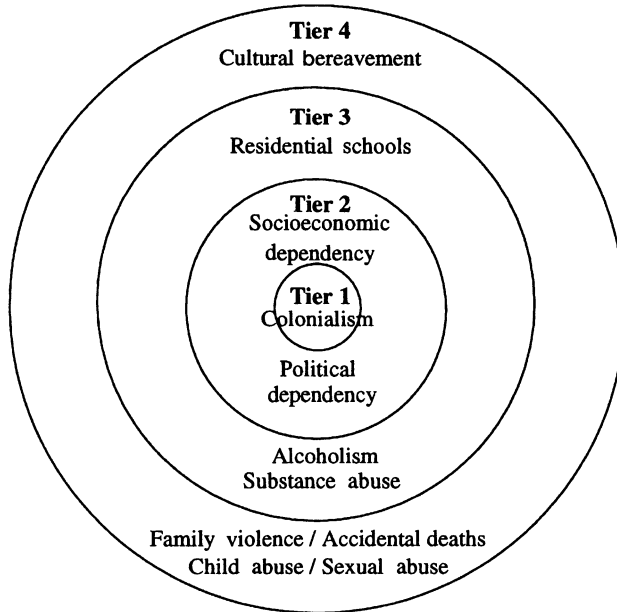 Tier 4
Cultural bereavement
Tier 3
Residential schools
Tier 2
Socioeconomic
dependency
Tier 1
Colonialism
Political
dependency
Alcoholism
Substance abuse
Family violence / Accidental deaths
Child abuse / Sexual abuse